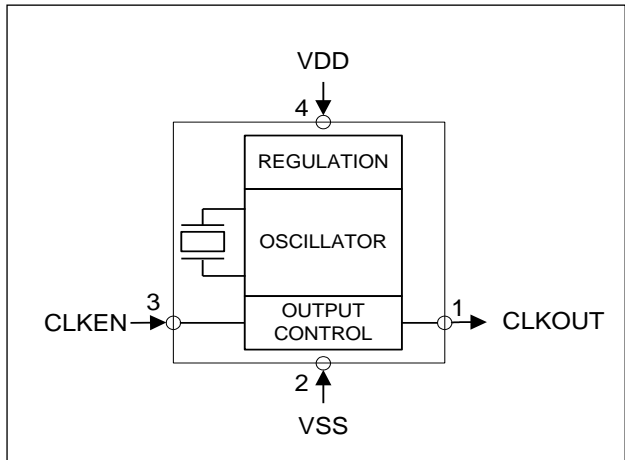 VDD
4
REGULATION
OSCILLATOR
3
1
CLKEN
OUTPUT
CONTROL
CLKOUT
2
VSS